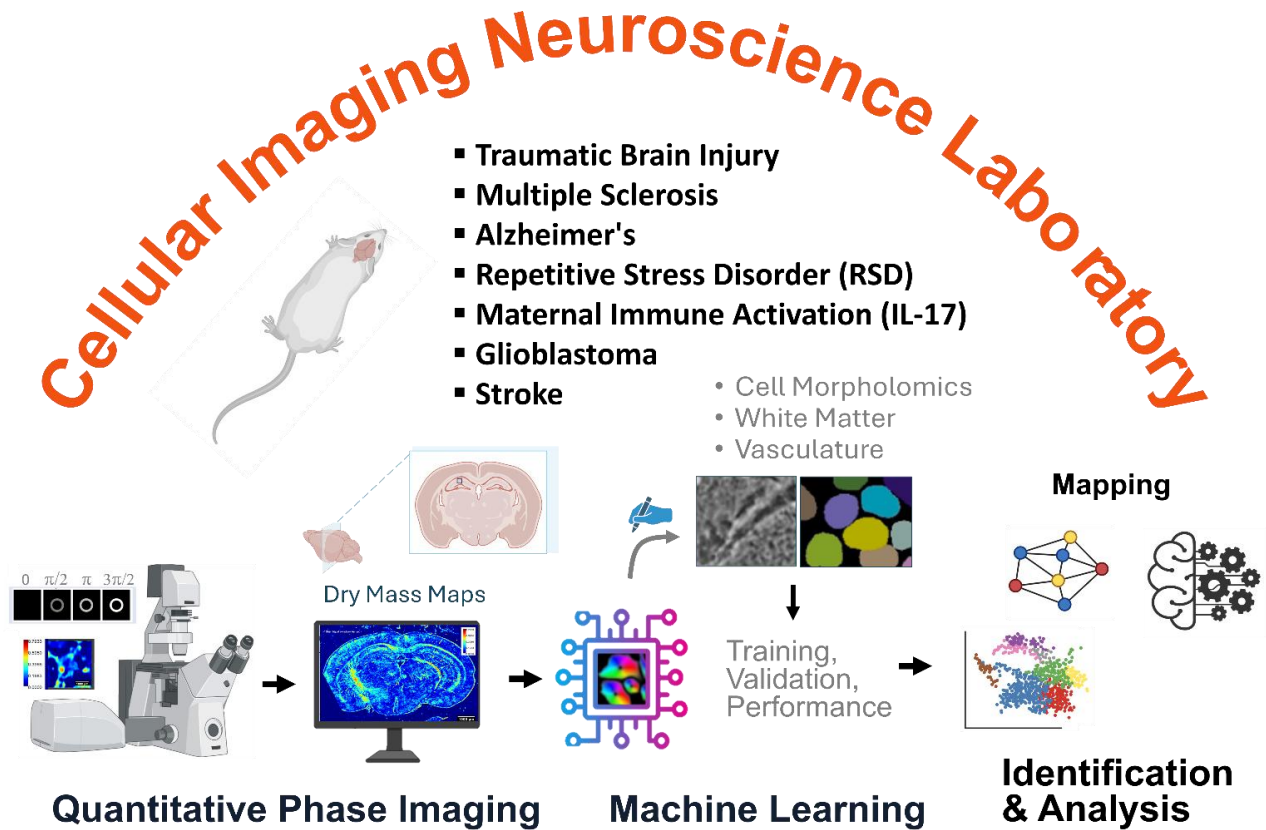 Cellular Imaging Neuroscience Laboratory
▪ Traumatic Brain Injury
▪ Multiple Sclerosis
▪ Alzheimer's
▪ Repetitive Stress Disorder (RSD)
▪ Maternal Immune Activation (IL-17)
▪ Glioblastoma
▪ Stroke
• Cell Morpholomics
• White Matter
• Vasculature
Mapping
0 π/2 π 3π/2
Dry Mass Maps
Training,
Validation,
Performance
Quantitative Phase Imaging
Machine Learning
Identification
& Analysis